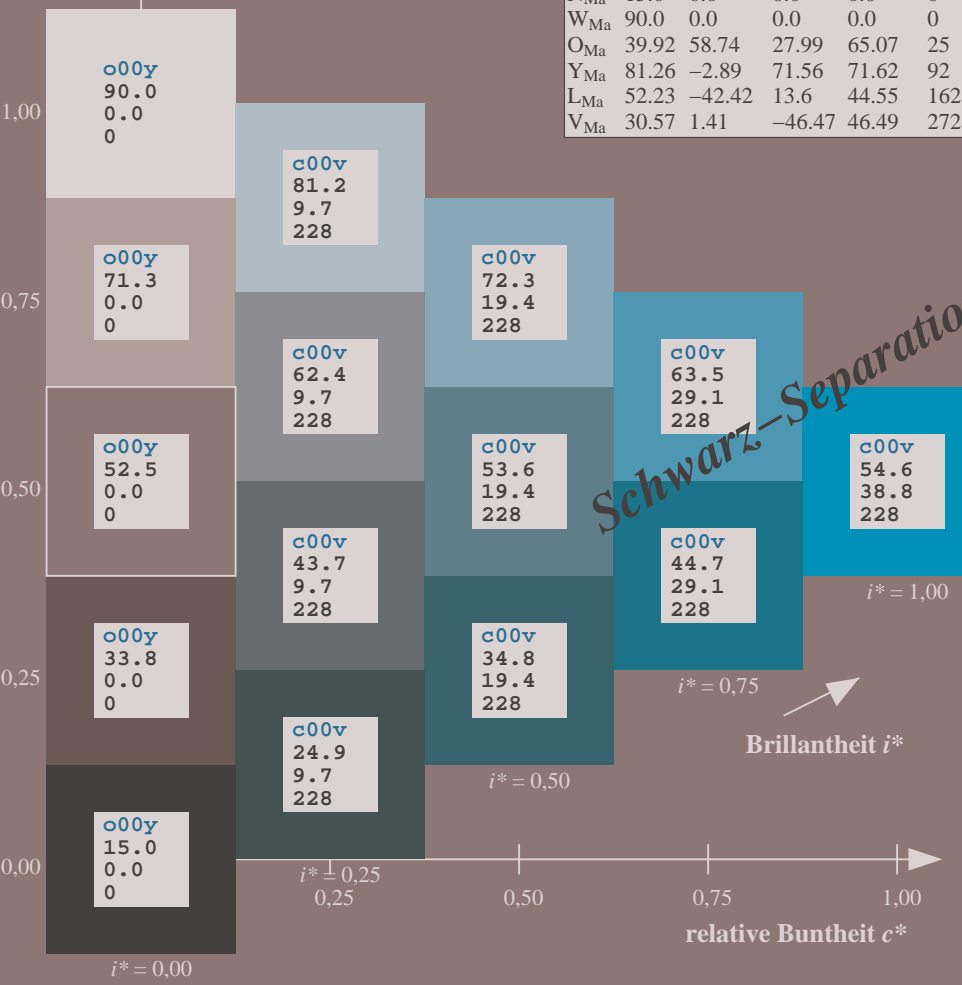 W Ma 90.0 0.0 0.0 0.0 0
O Ma 39.92 58.74 27.99 65.07 25
Y Ma 81.26 –2.89 71.56 71.62 92
L Ma 52.23 –42.42 13.6 44.55 162
V Ma 30.57 1.41 –46.47 46.49 272
o00y
90.0
0.0
0
1,00
c00v
81.2
9.7
228
o00y
71.3
0.0
0
c00v
72.3
19.4
228
0,75
c00v
62.4
9.7
228
c00v
63.5
29.1
228
Schwarz–Separatio
o00y
52.5
0.0
0
c00v
53.6
19.4
228
c00v
54.6
38.8
228
0,50
c00v
43.7
9.7
228
c00v
44.7
29.1
228
i* = 1,00
o00y
33.8
0.0
0
c00v
34.8
19.4
228
0,25
i* = 0,75
c00v
24.9
9.7
228
Brillantheit i*
i* = 0,50
o00y
15.0
0.0
0
0,00
i* = 0,25
0,25 0,50 0,75 1,00
relative Buntheit c*
i* = 0,00